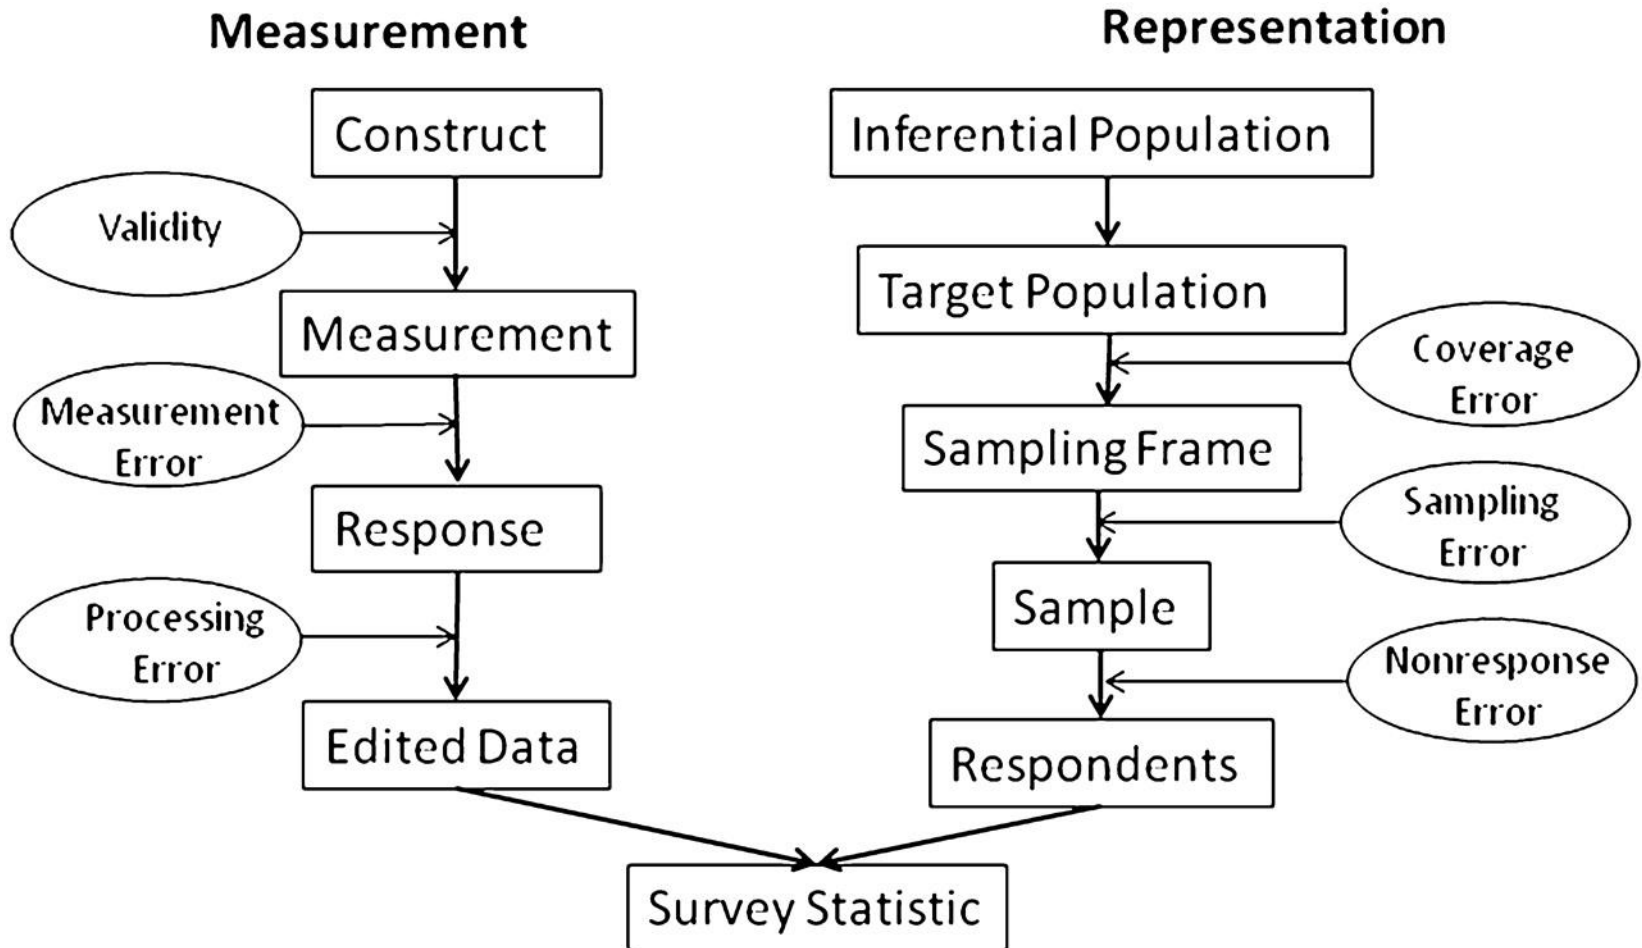 Measurement
Representation
Construct
Validity
Measurement
Measurement
Error
Response
Processing
Error
Edited Data
Inferential Population
Target Population
Coverage
Error
Sampling Frame
Sampling
Error
Sample
Nonresponse
Error
Respondents
Survey Statistic